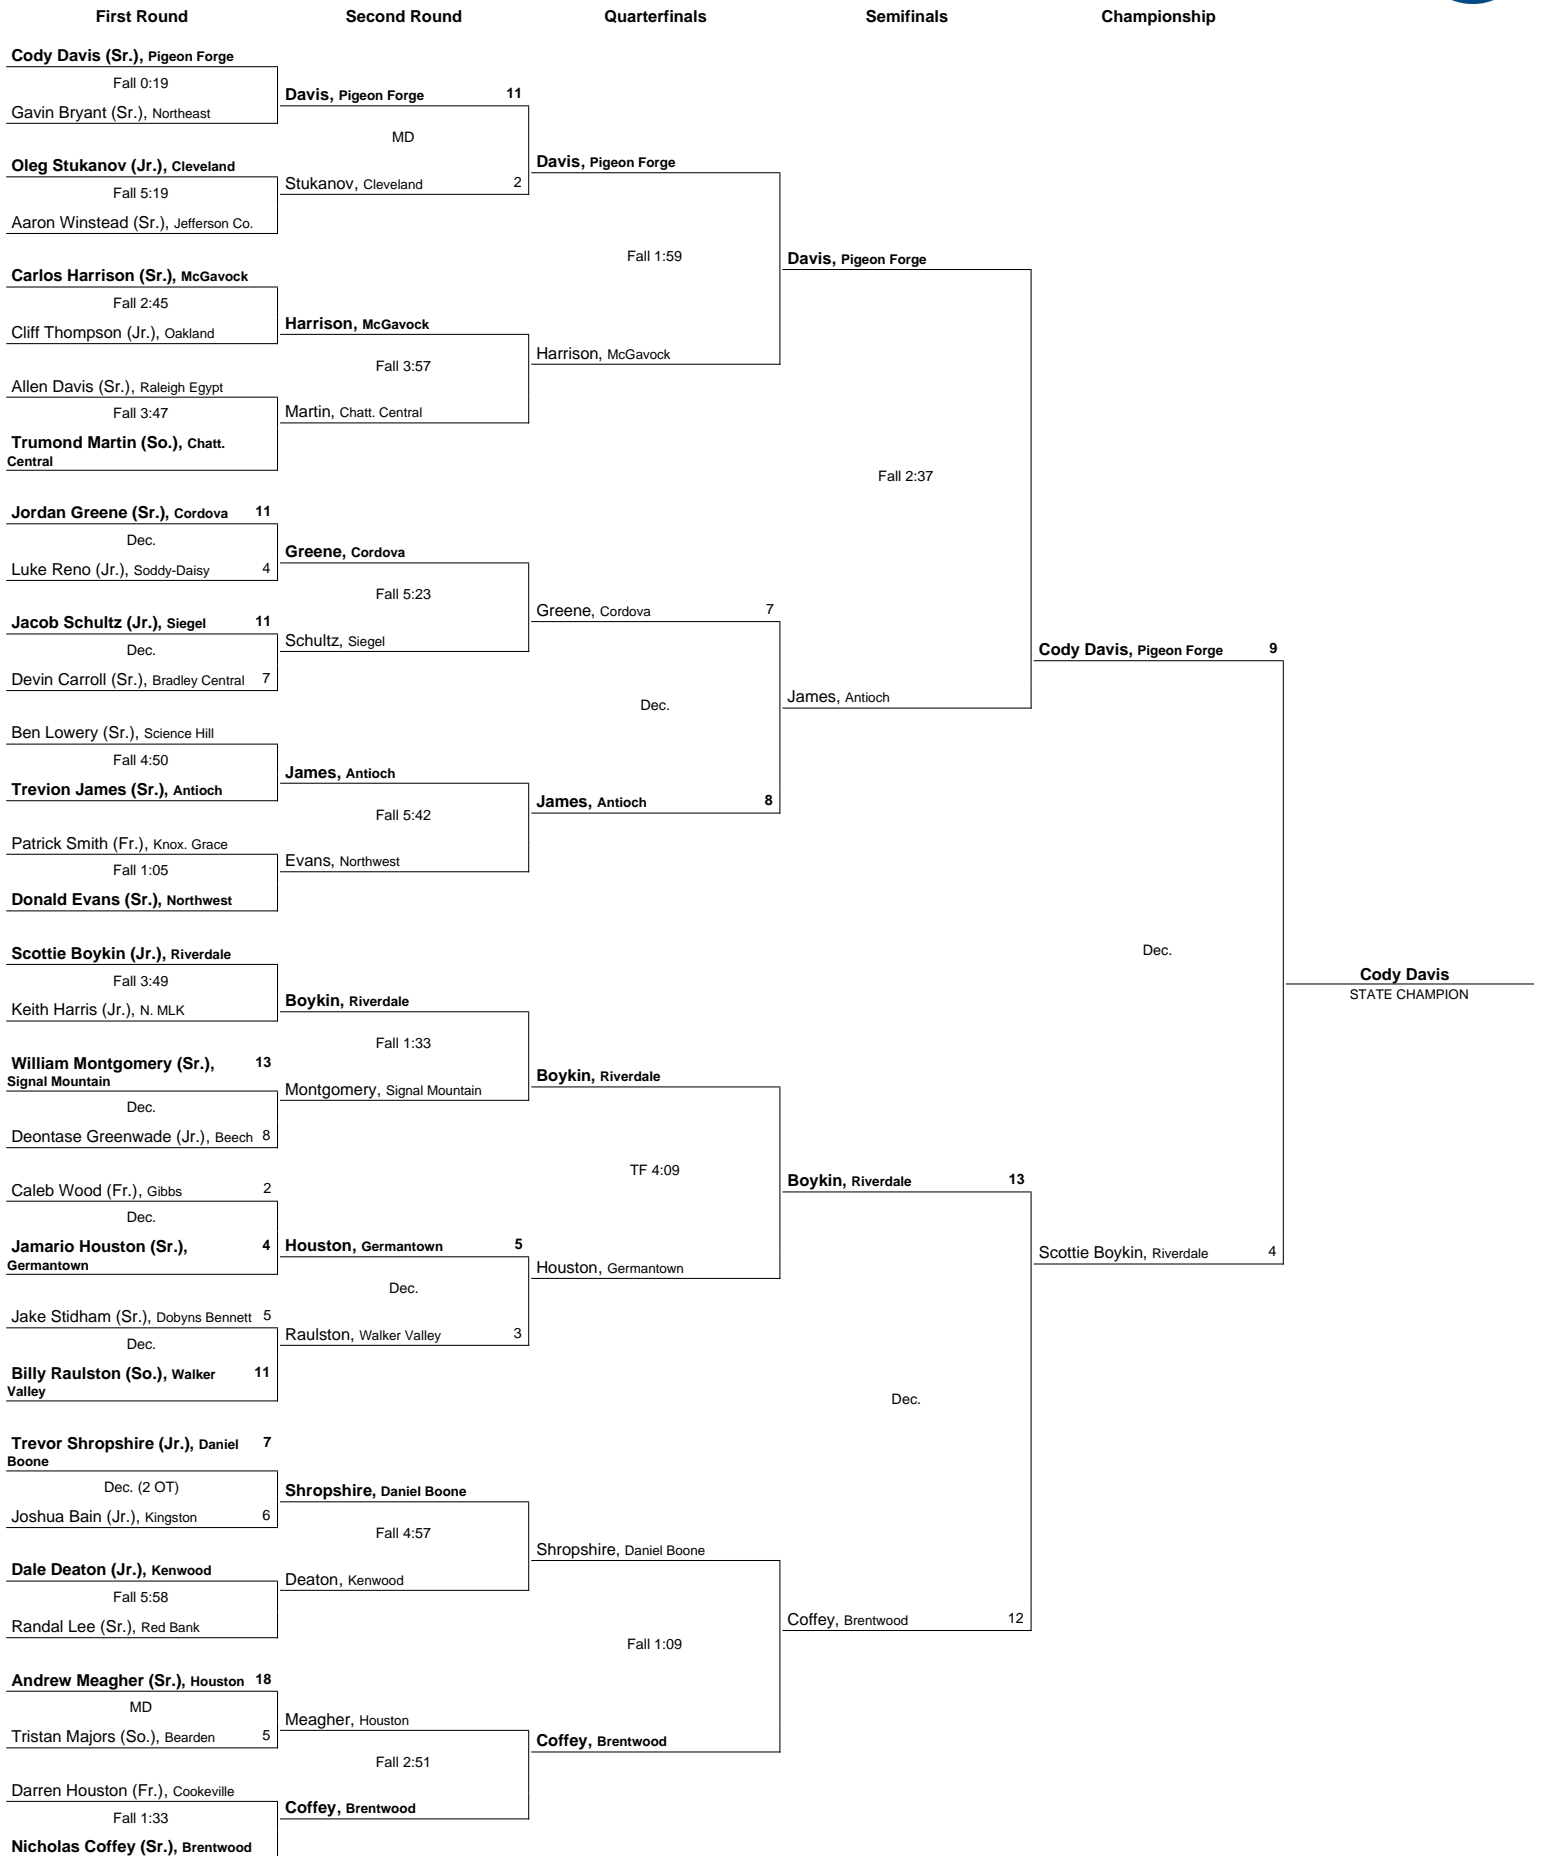 First Round
Second Round
Quarterfinals
Semifinals
Championship
Cody Davis (Sr.), Pigeon Forge
Fall 0:19
Gavin Bryant (Sr.), Northeast
Oleg Stukanov (Jr.), Cleveland
Fall 5:19
Aaron Winstead (Sr.), Jefferson Co.
Carlos Harrison (Sr.), McGavock
Fall 2:45
Cliff Thompson (Jr.), Oakland
Allen Davis (Sr.), Raleigh Egypt
Fall 3:47
Trumond Martin (So.), Chatt.
Central
Jordan Greene (Sr.), Cordova 11
Dec.
Luke Reno (Jr.), Soddy-Daisy 4
Jacob Schultz (Jr.), Siegel 11
Dec.
Devin Carroll (Sr.), Bradley Central 7
Ben Lowery (Sr.), Science Hill
Fall 4:50
Trevion James (Sr.), Antioch
Patrick Smith (Fr.), Knox. Grace
Fall 1:05
Donald Evans (Sr.), Northwest
Scottie Boykin (Jr.), Riverdale
Fall 3:49
Keith Harris (Jr.), N. MLK
William Montgomery (Sr.), 13
Signal Mountain
Dec.
Deontase Greenwade (Jr.), Beech 8
Caleb Wood (Fr.), Gibbs 2
Dec.
Jamario Houston (Sr.), 4
Germantown
Jake Stidham (Sr.), Dobyns Bennett 5
Dec.
Billy Raulston (So.), Walker 11
Valley
Trevor Shropshire (Jr.), Daniel 7
Boone
Dec. (2 OT)
Joshua Bain (Jr.), Kingston 6
Dale Deaton (Jr.), Kenwood
Fall 5:58
Randal Lee (Sr.), Red Bank
Andrew Meagher (Sr.), Houston 18
MD
Tristan Majors (So.), Bearden 5
Darren Houston (Fr.), Cookeville
Fall 1:33
Nicholas Coffey (Sr.), Brentwood
Davis, Pigeon Forge 11
MD
Stukanov, Cleveland 2
Harrison, McGavock
Fall 3:57
Martin, Chatt. Central
Greene, Cordova
Fall 5:23
Schultz, Siegel
James, Antioch
Fall 5:42
Evans, Northwest
Boykin, Riverdale
Fall 1:33
Montgomery, Signal Mountain
Houston, Germantown 5
Dec.
Raulston, Walker Valley 3
Shropshire, Daniel Boone
Fall 4:57
Deaton, Kenwood
Meagher, Houston
Fall 2:51
Coffey, Brentwood
Davis, Pigeon Forge
Fall 1:59
Harrison, McGavock
Greene, Cordova 7
Dec.
James, Antioch 8
Boykin, Riverdale
TF 4:09
Houston, Germantown
Shropshire, Daniel Boone
Fall 1:09
Coffey, Brentwood
Davis, Pigeon Forge
Fall 2:37
James, Antioch
Boykin, Riverdale 13
Dec.
Coffey, Brentwood 12
Cody Davis, Pigeon Forge 9
Dec.
Scottie Boykin, Riverdale 4
Cody Davis
STATE CHAMPION